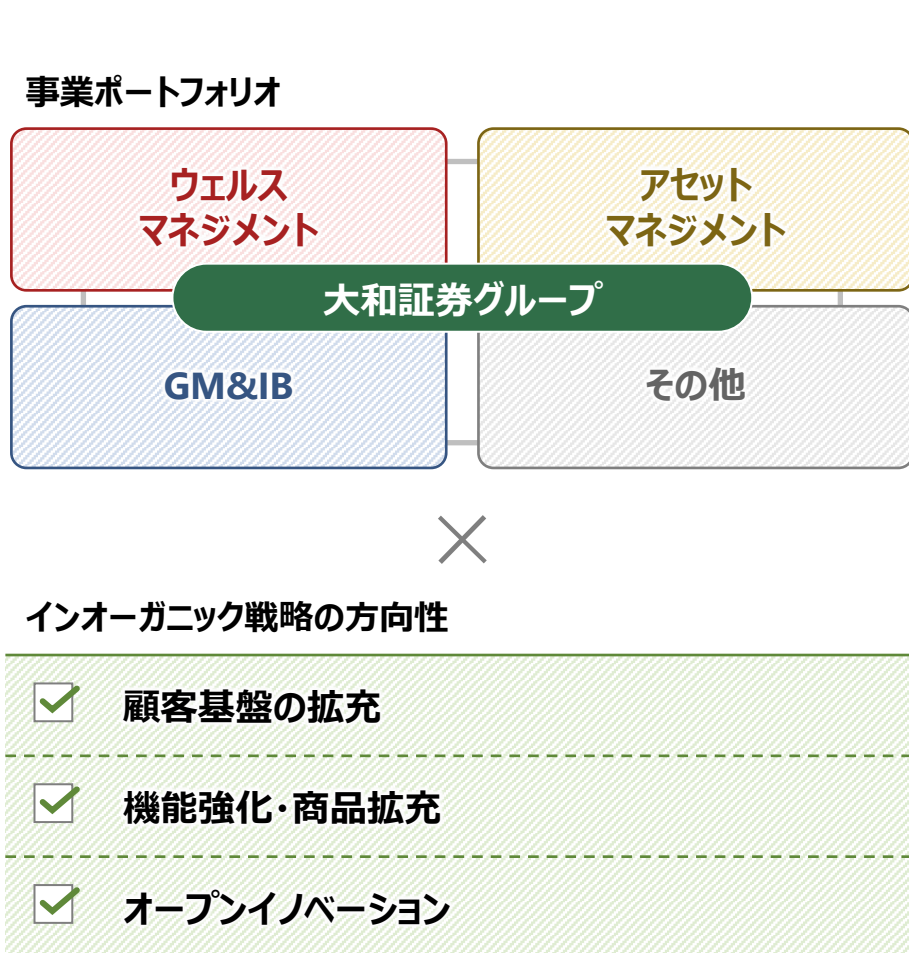 事業ポートフォリオ
ウェルス
マネジメント
アセット
マネジメント
大和証券グループ
GM&IB
その他
インオーガニック戦略の方向性
顧客基盤の拡充
機能強化・商品拡充
オープンイノベーション